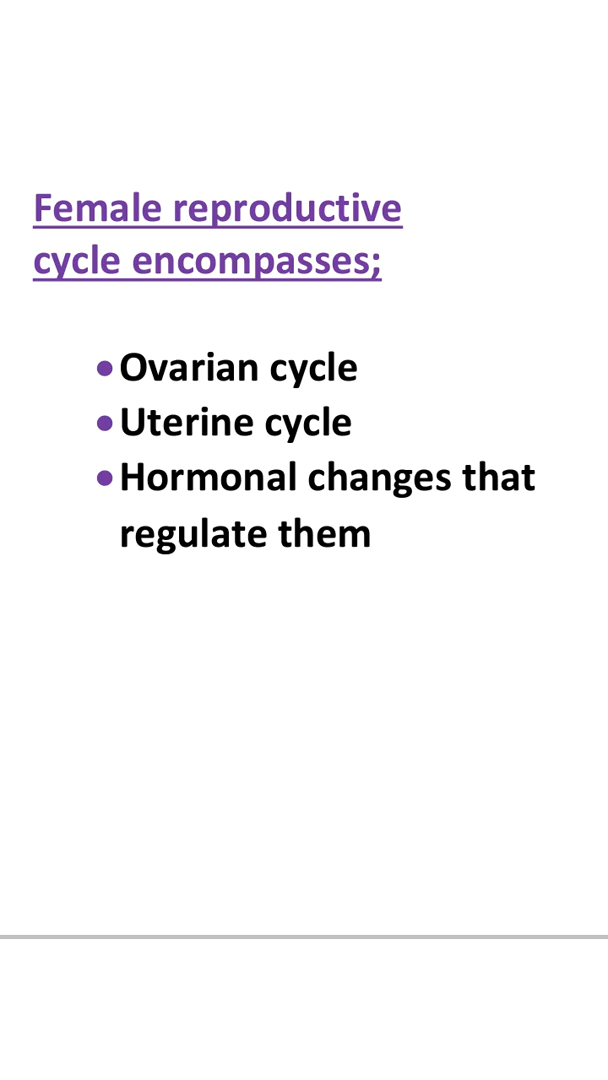 Female reproductive
cycle encompasses;
•Ovarian cycle
•Uterine cycle
•Hormonal changes that
regulate them